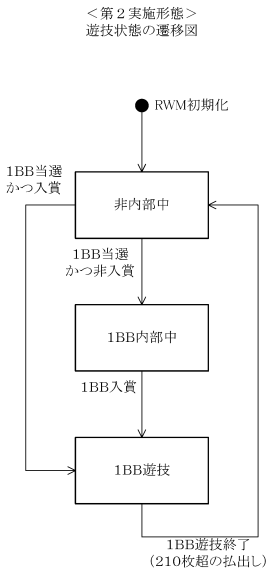 ＜第２実施形態＞
遊技状態の遷移図
RWM初期化
1BB当選
かつ入賞
非内部中
1BB当選
かつ非入賞
1BB内部中
1BB入賞
1BB遊技
1BB遊技終了
（210枚超の払出し）